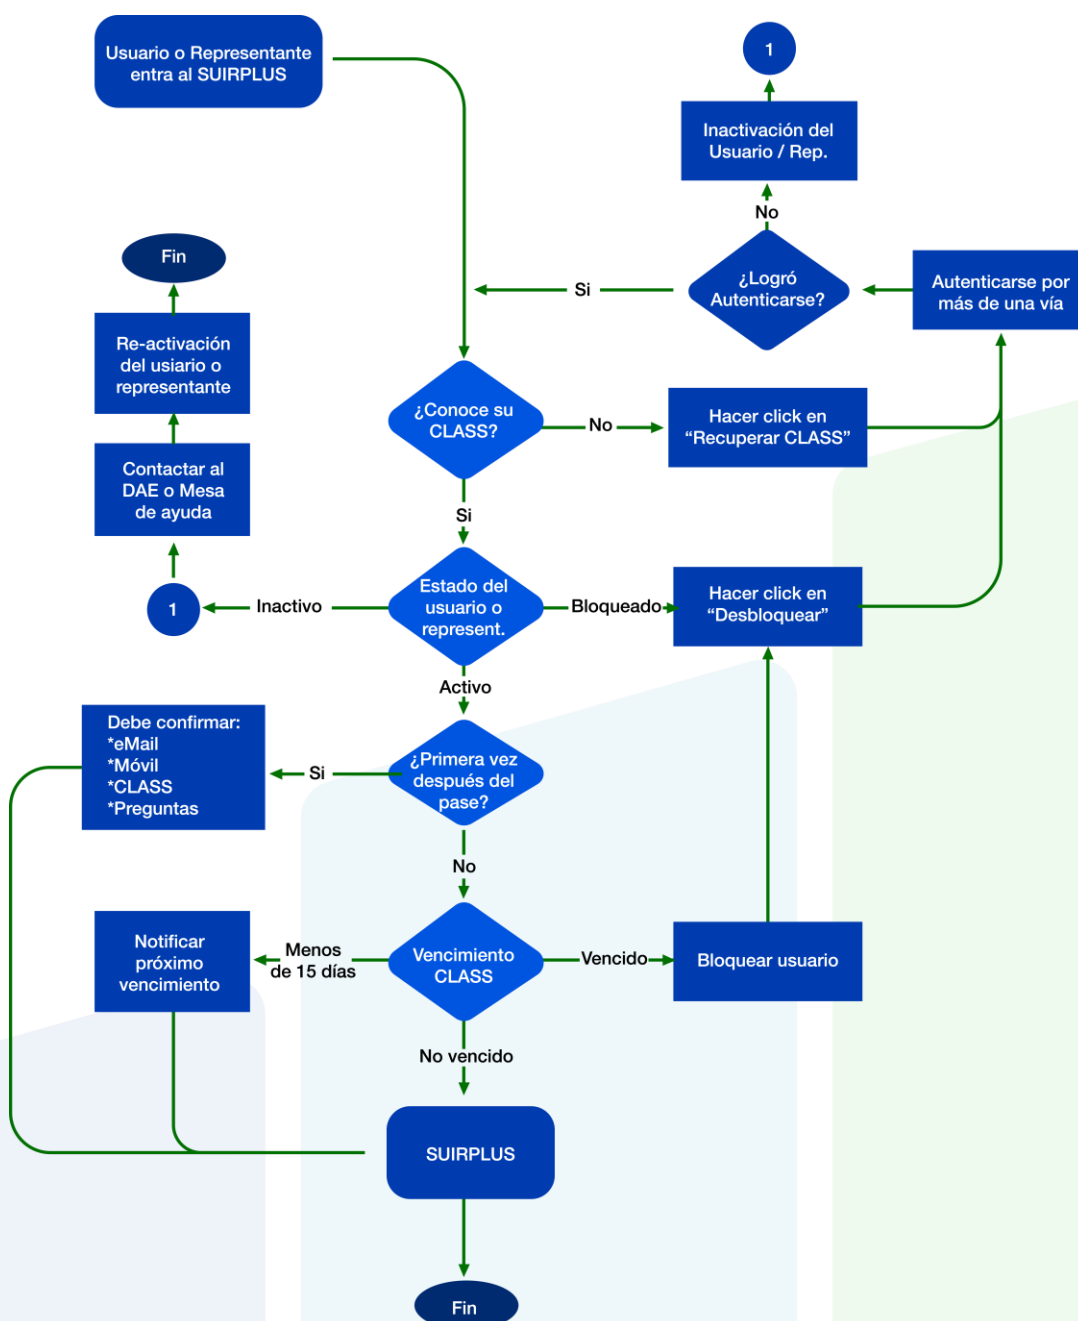 Usuario o Representante
entra al SUIRPLUS
1
Inactivación del
Usuario / Rep.
No
Fin
¿Logró
Autenticarse?
Si
Autenticarse por
más de una vía
Re-activación
del usiario o
representante
¿Conoce su
CLASS?
No
Hacer click en
“Recuperar CLASS”
Contactar al
DAE o Mesa
de ayuda
Si
1
Inactivo
Estado del
usuario o
represent.
Bloqueado
Hacer click en
“Desbloquear”
Activo
Debe confirmar:
*eMail
*Móvil
*CLASS
*Preguntas
Si
¿Primera vez
después del
pase?
No
Notificar
próximo
vencimiento
Menos
de 15 días
Vencimiento
CLASS
Vencido
Bloquear usuario
No vencido
SUIRPLUS
Fin